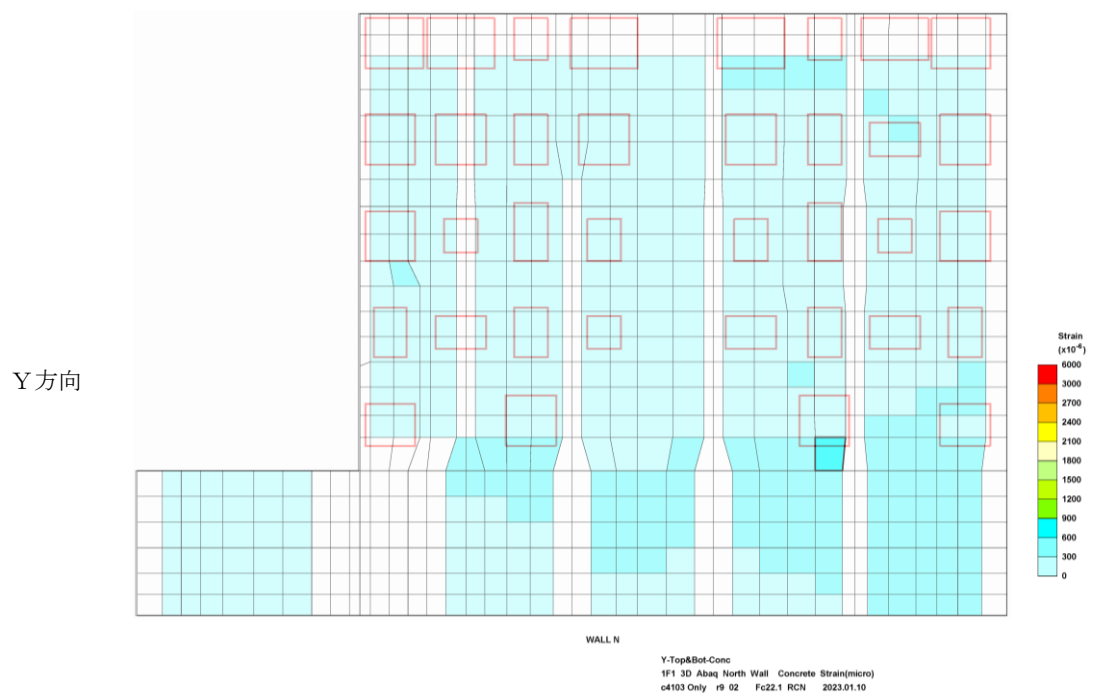 Strain
(x10⁻⁶)
6000
3000
2700
2400
2100
1800
1500
1200
900
600
300
0
Ｙ方向
WALL N
Y-Top&Bot-Conc
1F1 3D Abaq North Wall Concrete Strain(micro)
c4103 Only r9 02 Fc22.1 RCN 2023.01.10